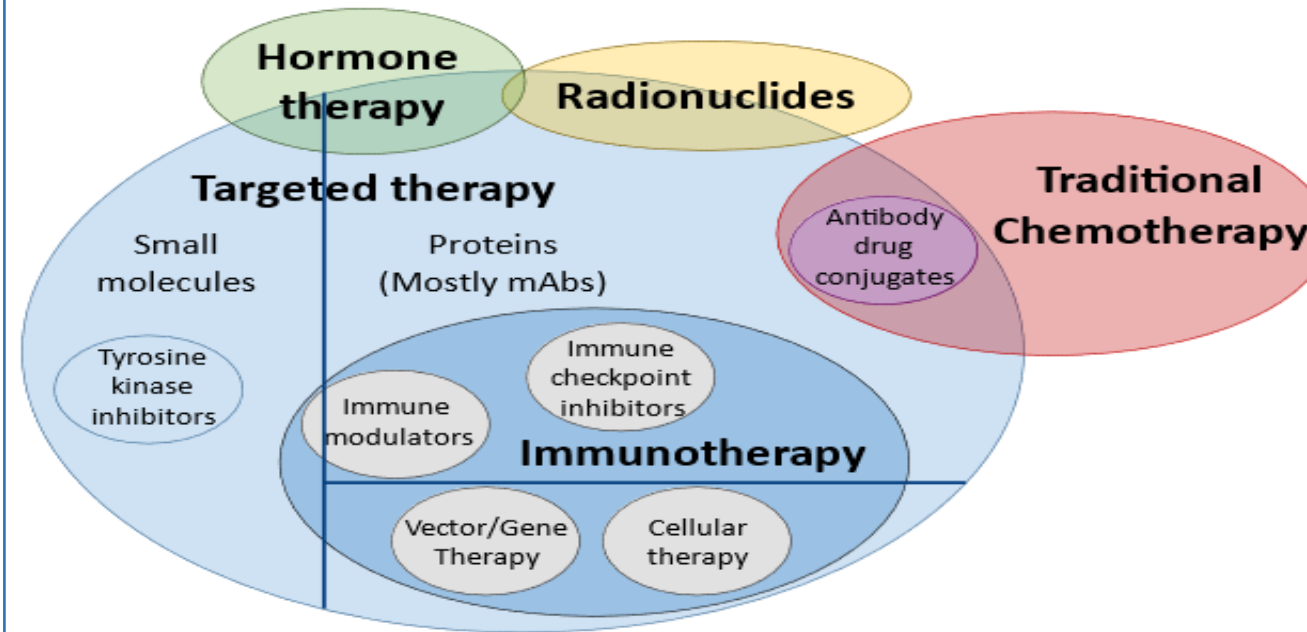 Hormone
therapy
Radionuclides
Traditional
Chemotherapy
Targeted therapy
Antibody
drug
conjugates
Small
molecules
Proteins
(Mostly mAbs)
Tyrosine
kinase
inhibitors
Immune
checkpoint
inhibitors
Immune
modulators
Immunotherapy
Vector/Gene
Therapy
Cellular
therapy